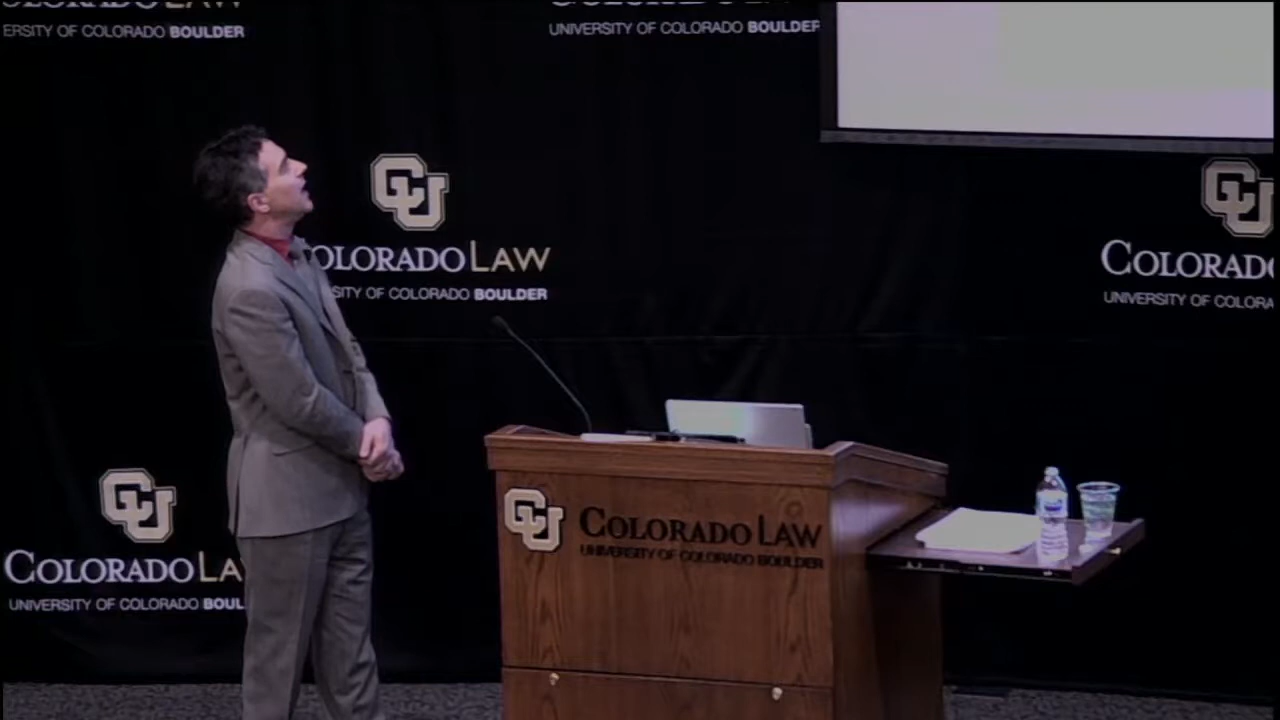 ERSITY OF COLORADO BOULDER
UNIVERSITY OF COLORADO BOULDER
CU
OLORADO LAW
SITY OF COLORADO BOULDER
CU
COLORADO
UNIVERSITY OF COLORA
CU
COLORADO LA
UNIVERSITY OF COLORADO BOUL
CU
COLORADO LAW
UNIVERSITY OF COLORADO BOULDER